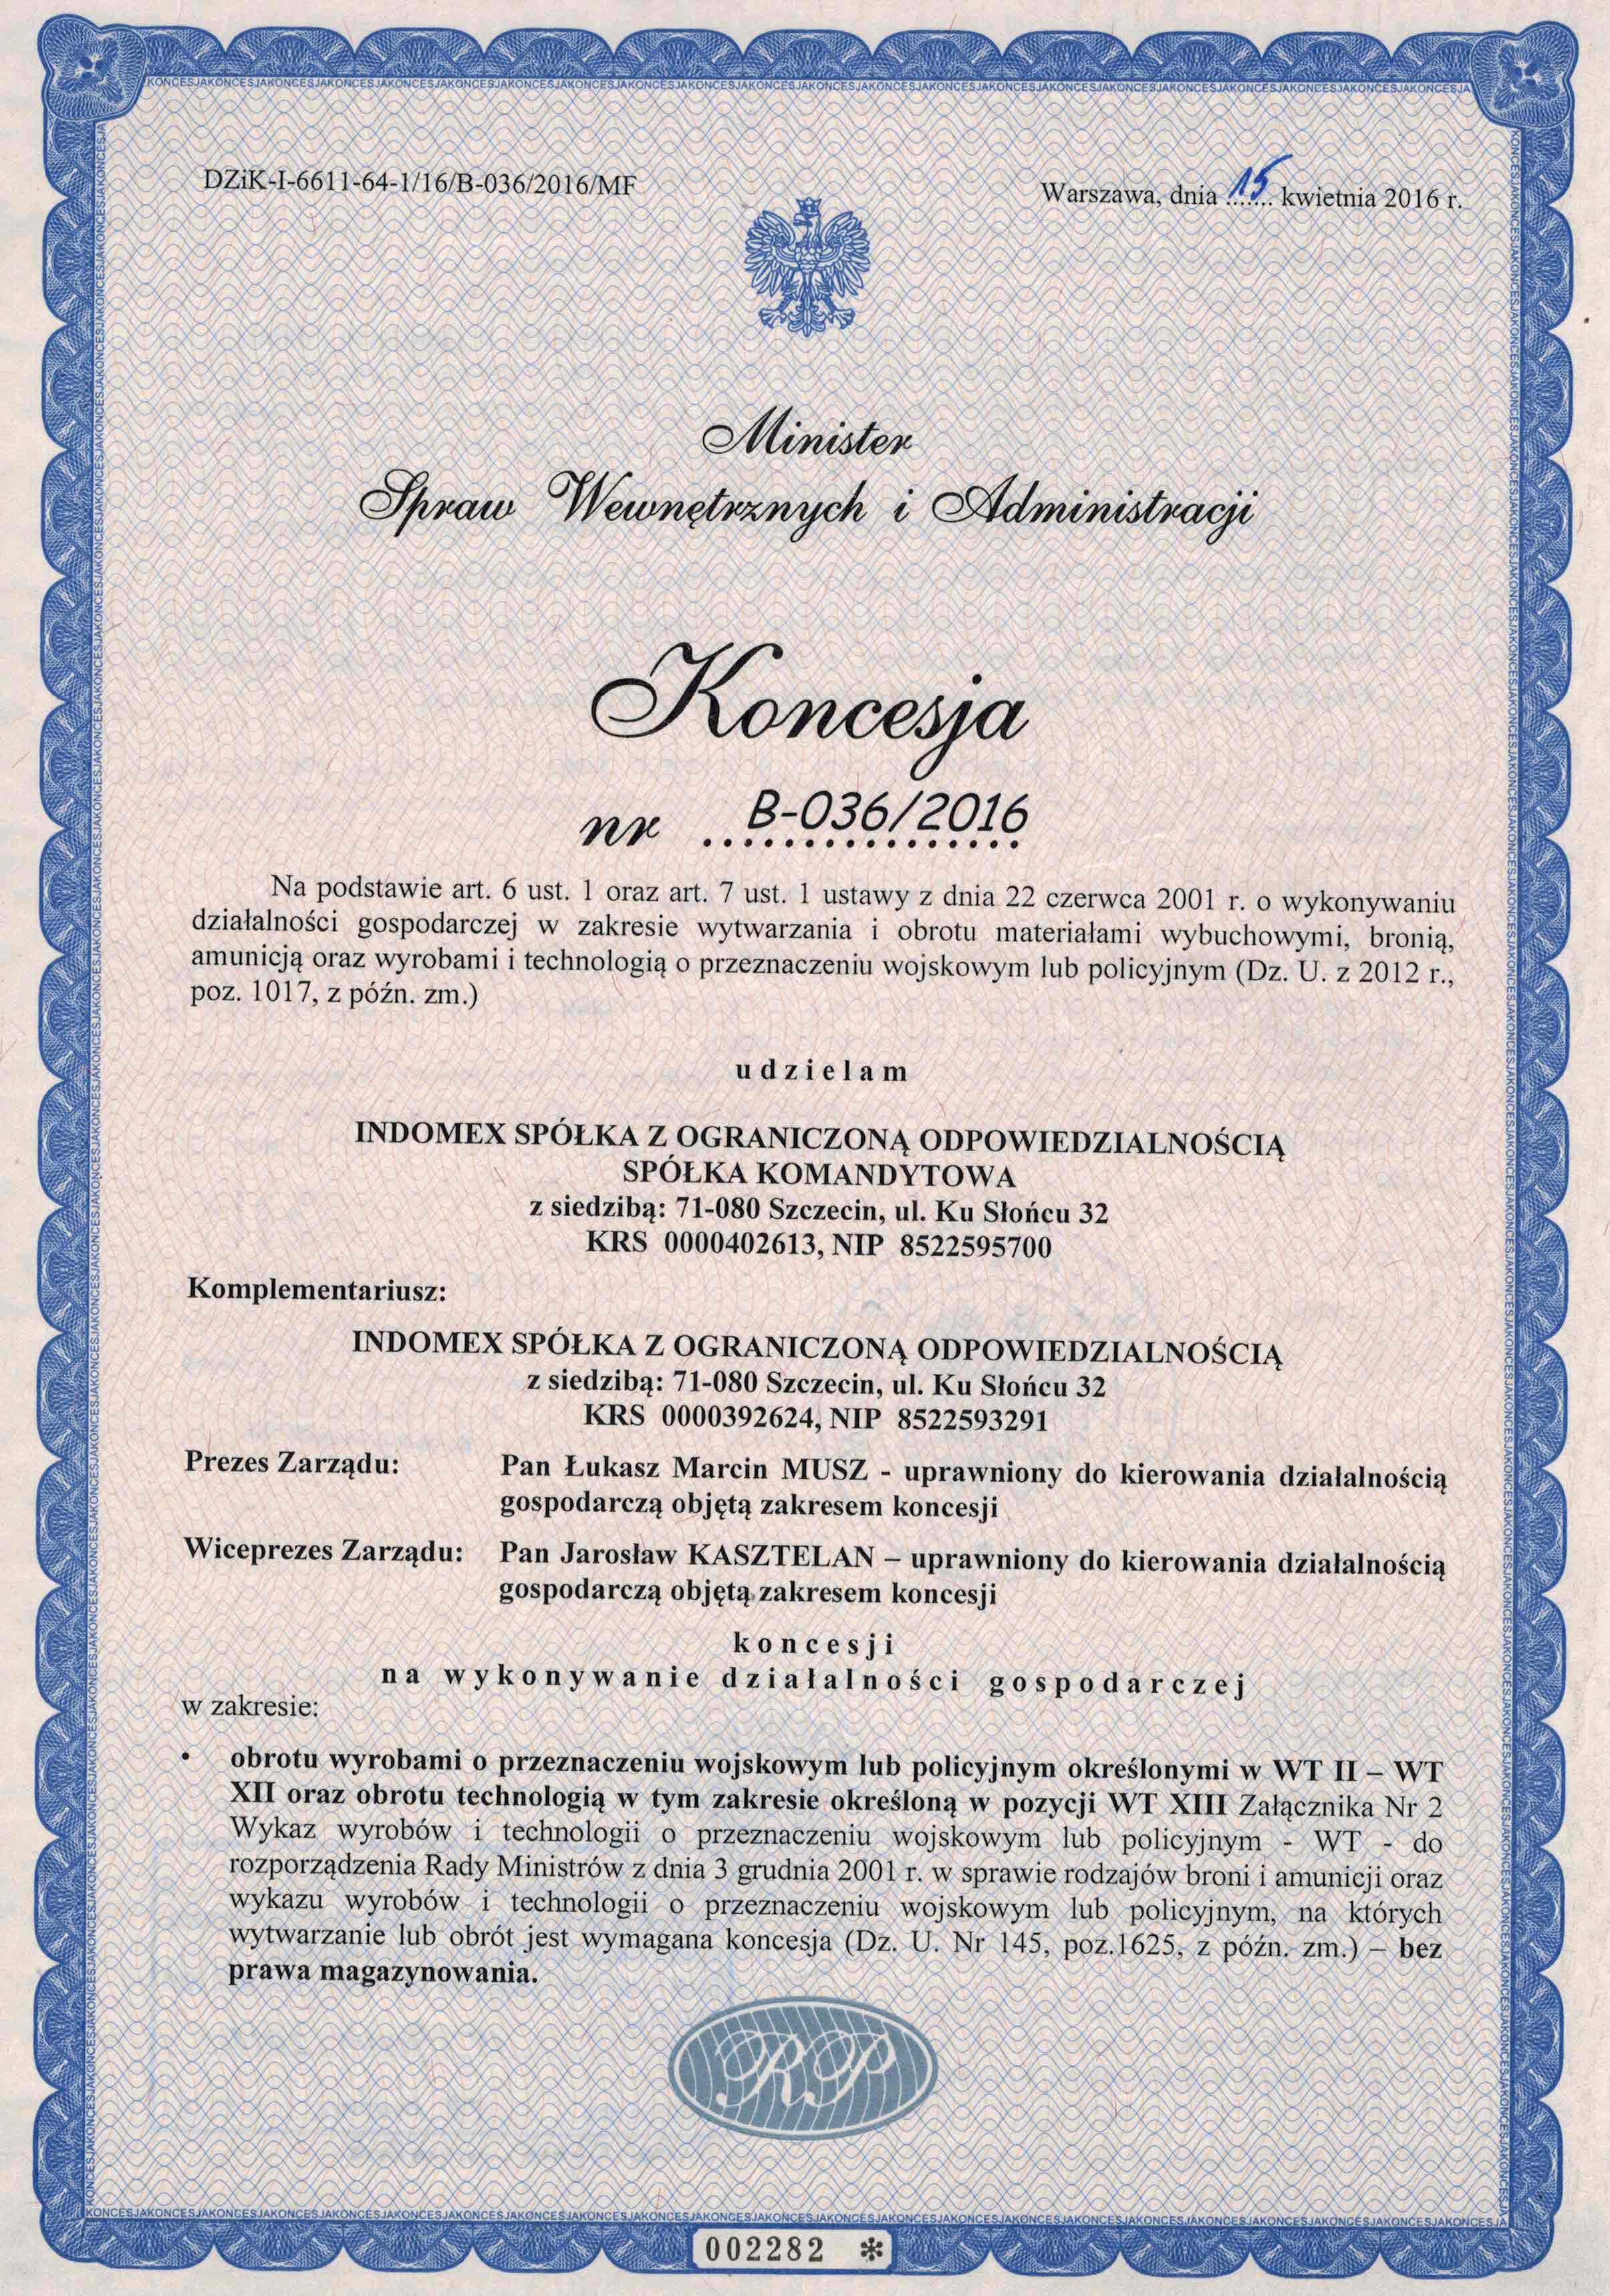 DZiK-I-6611-64-1/16/B-036/2016/MF
Warszawa, dnia 15 kwietnia 2016 r.
Minister
Spraw Wewnętrznych i Administracji
Koncesja
nr B-036/2016
Na podstawie art. 6 ust. 1 oraz art. 7 ust. 1 ustawy z dnia 22 czerwca 2001 r. o wykonywaniu
działalności gospodarczej w zakresie wytwarzania i obrotu materiałami wybuchowymi, bronią,
amunicją oraz wyrobami i technologią o przeznaczeniu wojskowym lub policyjnym (Dz. U. z 2012 r.,
poz. 1017, z późn. zm.)
udzielam
INDOMEX SPÓŁKA Z OGRANICZONĄ ODPOWIEDZIALNOŚCIĄ
SPÓŁKA KOMANDYTOWA
z siedzibą: 71-080 Szczecin, ul. Ku Słońcu 32
KRS 0000402613, NIP 8522595700
Komplementariusz:
INDOMEX SPÓŁKA Z OGRANICZONĄ ODPOWIEDZIALNOŚCIĄ
z siedzibą: 71-080 Szczecin, ul. Ku Słońcu 32
KRS 0000392624, NIP 8522593291
Prezes Zarządu: Pan Łukasz Marcin MUSZ - uprawniony do kierowania działalnością
gospodarczą objętą zakresem koncesji
Wiceprezes Zarządu: Pan Jarosław KASZTELAN – uprawniony do kierowania działalnością
gospodarczą objętą zakresem koncesji
koncesji
na wykonywanie działalności gospodarczej
w zakresie:
• obrotu wyrobami o przeznaczeniu wojskowym lub policyjnym określonymi w WT II – WT
XII oraz obrotu technologią w tym zakresie określoną w pozycji WT XIII Załącznika Nr 2
Wykaz wyrobów i technologii o przeznaczeniu wojskowym lub policyjnym - WT - do
rozporządzenia Rady Ministrów z dnia 3 grudnia 2001 r. w sprawie rodzajów broni i amunicji oraz
wykazu wyrobów i technologii o przeznaczeniu wojskowym lub policyjnym, na których
wytwarzanie lub obrót jest wymagana koncesja (Dz. U. Nr 145, poz.1625, z późn. zm.) – bez
prawa magazynowania.
RP
002282 *